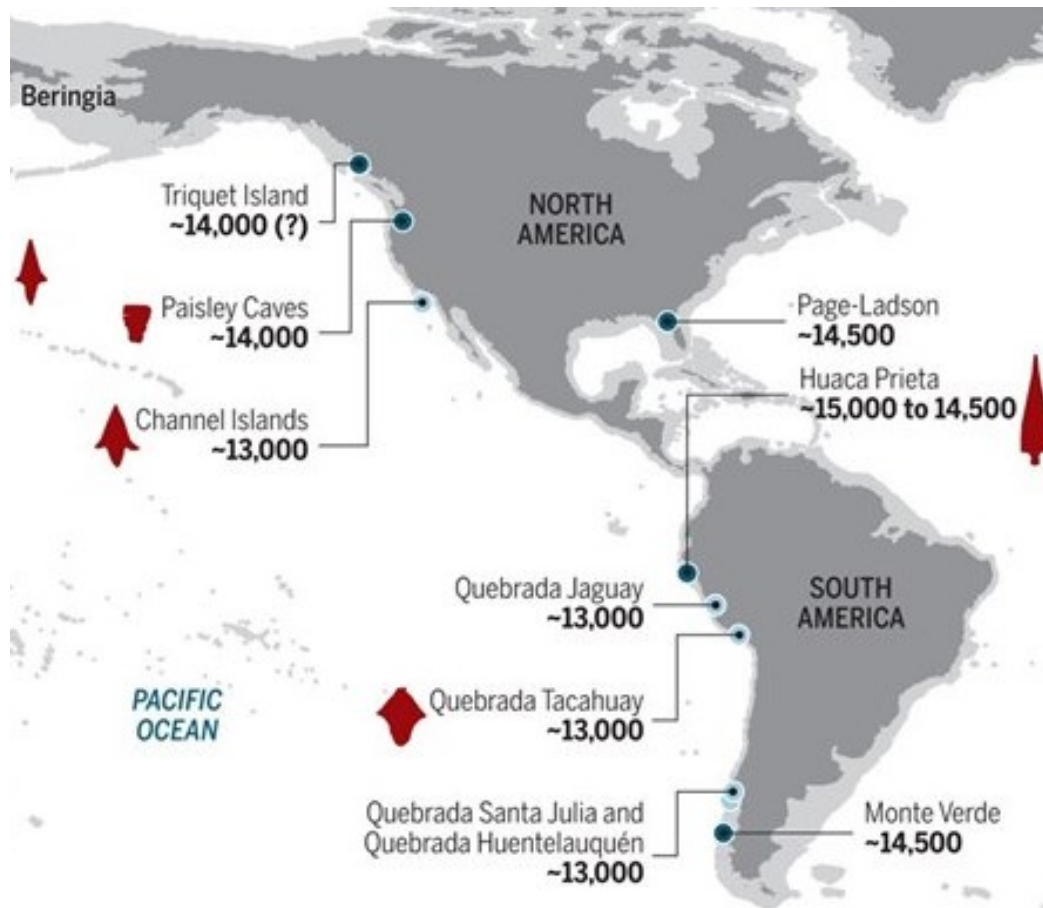 Beringia
Triquet Island
~14,000 (?)
NORTH
AMERICA
Paisley Caves
~14,000
Page-Ladson
~14,500
Huaca Prieta
~15,000 to 14,500
Channel Islands
~13,000
Quebrada Jaguay
~13,000
SOUTH
AMERICA
PACIFIC
OCEAN
Quebrada Tacahuay
~13,000
Quebrada Santa Julia and
Quebrada Huentelauquén
~13,000
Monte Verde
~14,500